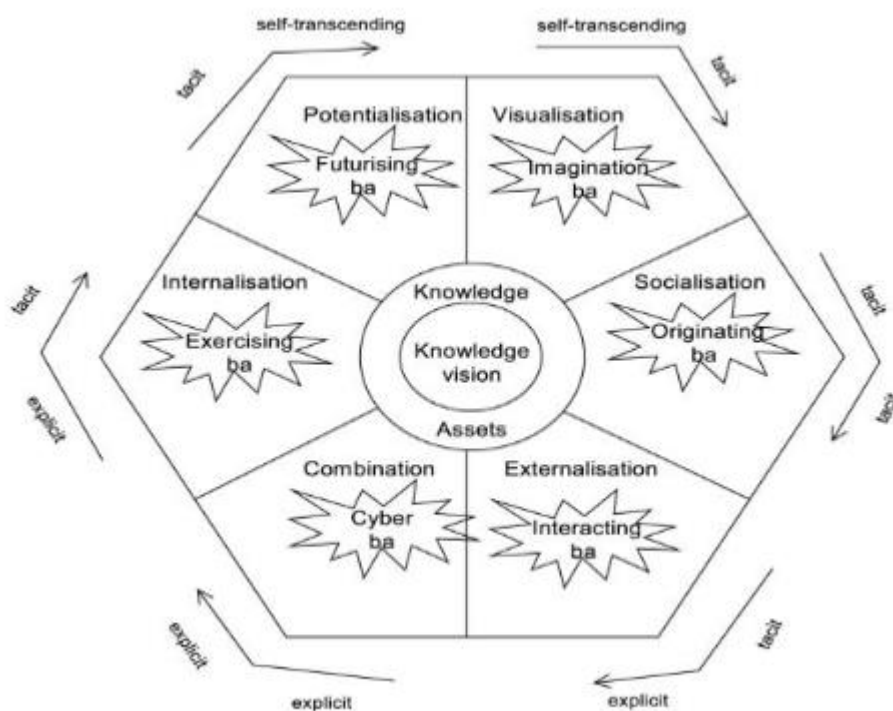 self-transcending
self-transcending
tacit
tacit
Potentialisation
Visualisation
Futurising
ba
Imagination
ba
Internalisation
Knowledge
Socialisation
tacit
tacit
Exercising
ba
Knowledge
vision
Originating
ba
explicit
tacit
Assets
Combination
Externalisation
Cyber
ba
Interacting
ba
explicit
tacit
explicit
explicit